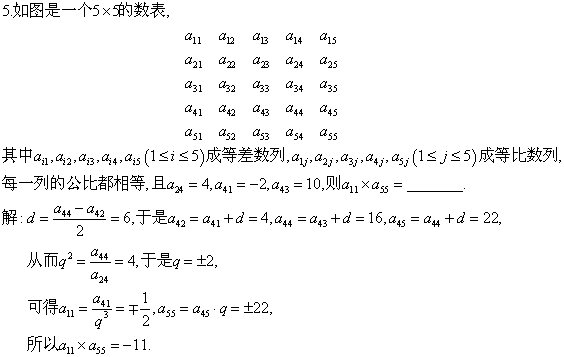 5.如图是一个5×5的数表,
a₁₁ a₁₂ a₁₃ a₁₄ a₁₅
a₂₁ a₂₂ a₂₃ a₂₄ a₂₅
a₃₁ a₃₂ a₃₃ a₃₄ a₃₅
a₄₁ a₄₂ a₄₃ a₄₄ a₄₅
a₅₁ a₅₂ a₅₃ a₅₄ a₅₅
其中aᵢ₁,aᵢ₂,aᵢ₃,aᵢ₄,aᵢ₅(1≤i≤5)成等差数列,a₁ⱼ,a₂ⱼ,a₃ⱼ,a₄ⱼ,a₅ⱼ(1≤j≤5)成等比数列,
每一列的公比都相等,且a₂₄=4,a₄₁=-2,a₄₃=10,则a₁₁×a₅₅=_______.
解:d=(a₄₄-a₄₂)/2=6,于是a₄₂=a₄₁+d=4,a₄₄=a₄₃+d=16,a₄₅=a₄₄+d=22,
从而q²=a₄₄/a₂₄=4,于是q=±2,
可得a₁₁=a₄₁/q³=∓1/2,a₅₅=a₄₅·q=±22,
所以a₁₁×a₅₅=-11.